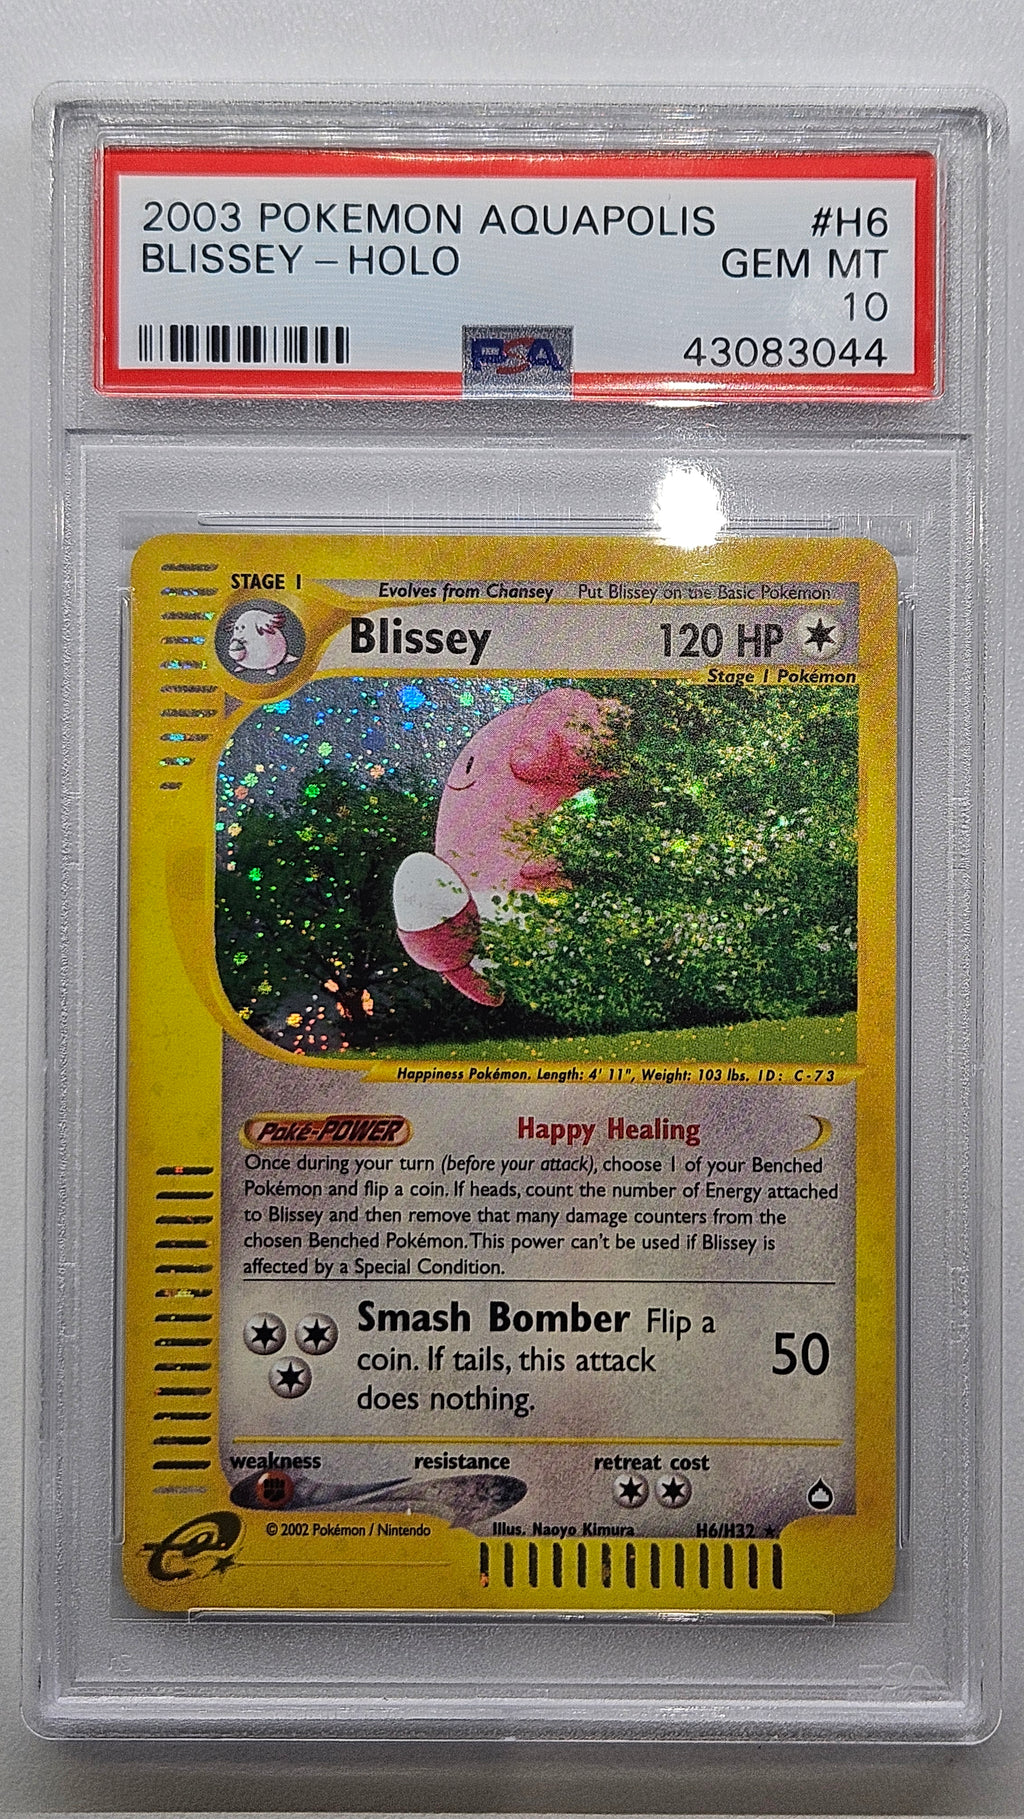 2003 POKEMON AQUAPOLIS #H6
BLISSEY – HOLO GEM MT
10
PSA 43083044
STAGE 1
Evolves from Chansey Put Blissey on the Basic Pokémon
Blissey 120 HP
Stage 1 Pokémon
Happiness Pokémon. Length: 4' 11", Weight: 103 lbs. ID: C-73
Poké-POWER Happy Healing
Once during your turn (before your attack), choose 1 of your Benched
Pokémon and flip a coin. If heads, count the number of Energy attached
to Blissey and then remove that many damage counters from the
chosen Benched Pokémon. This power can't be used if Blissey is
affected by a Special Condition.
Smash Bomber Flip a
coin. If tails, this attack
does nothing.
50
weakness resistance retreat cost
© 2002 Pokémon / Nintendo Illus. Naoyo Kimura H6/H32 ★
e
PSA